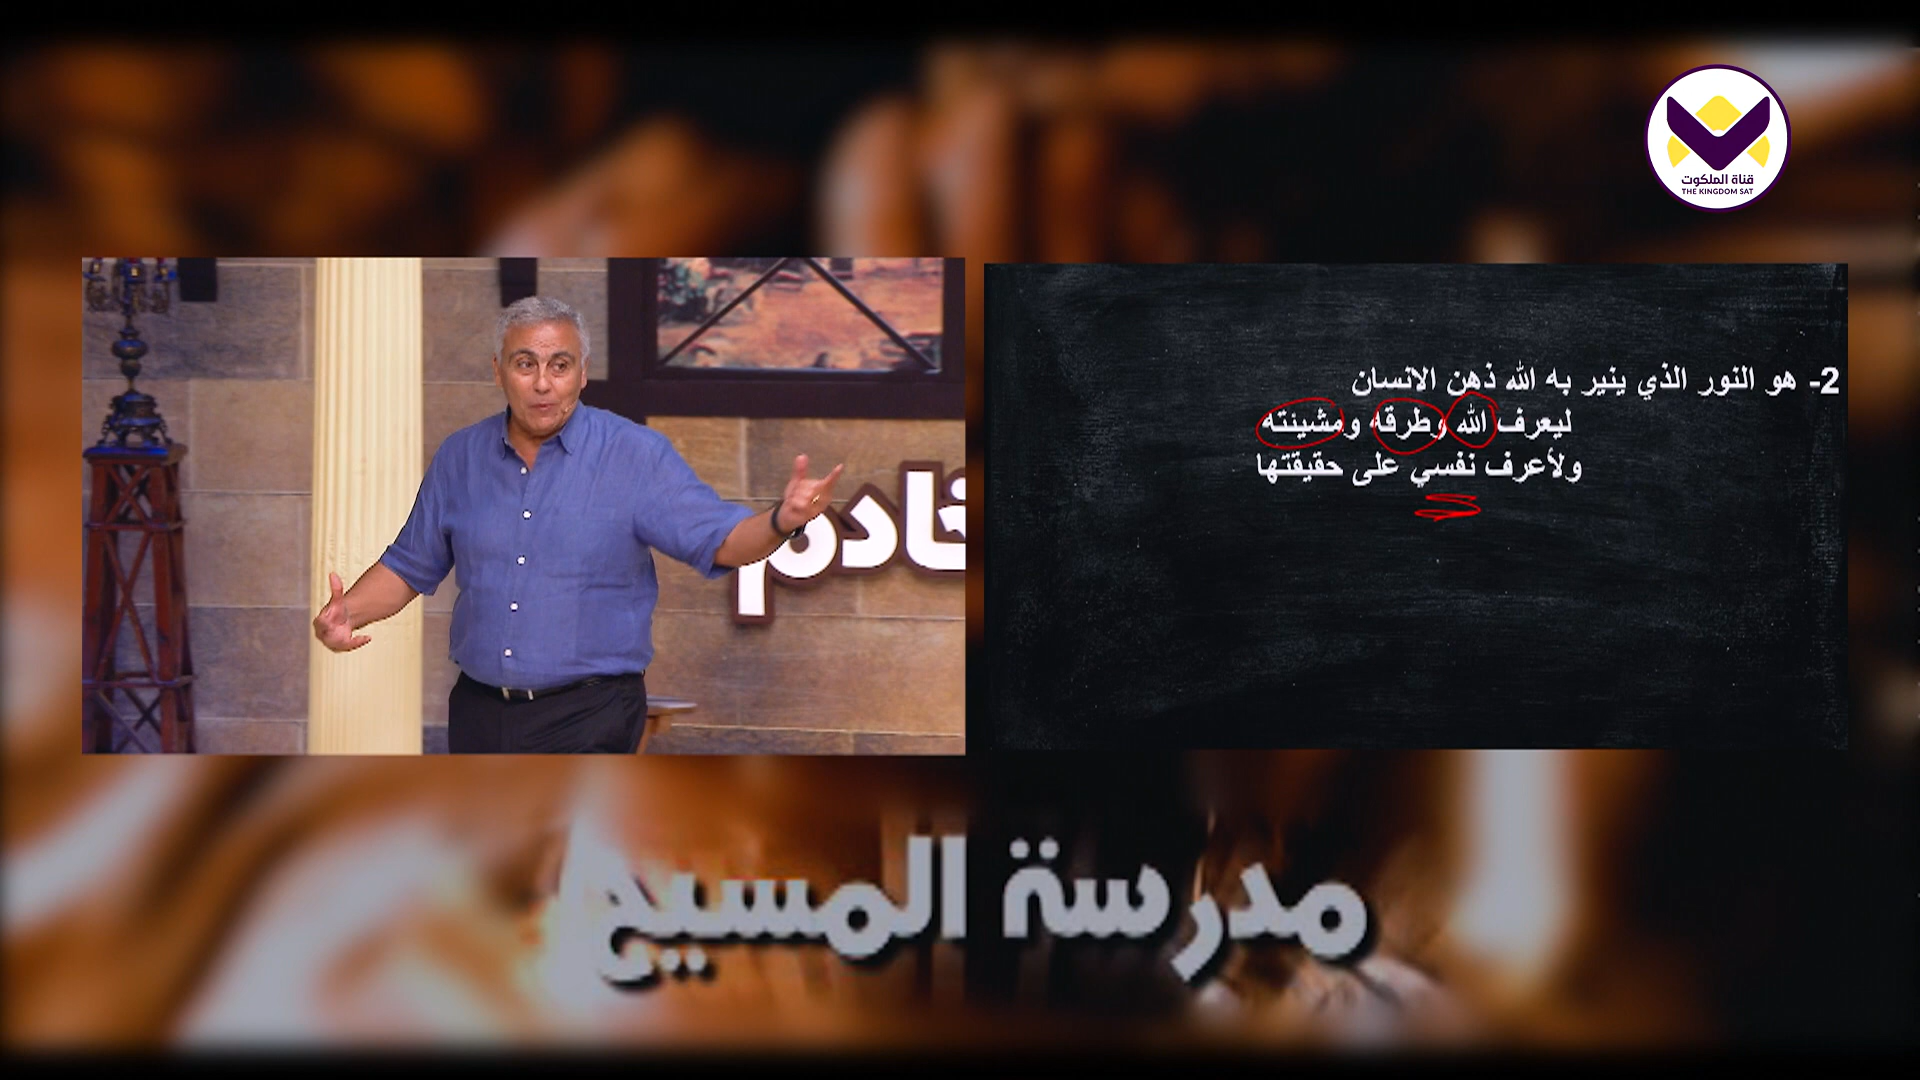 قناة الملكوت
THE KINGDOM SAT
2- هو النور الذي ينير به الله ذهن الانسان
ليعرف الله وطرقه ومشيئته
ولأعرف نفسي على حقيقتها
خادم
مدرسة المسيح